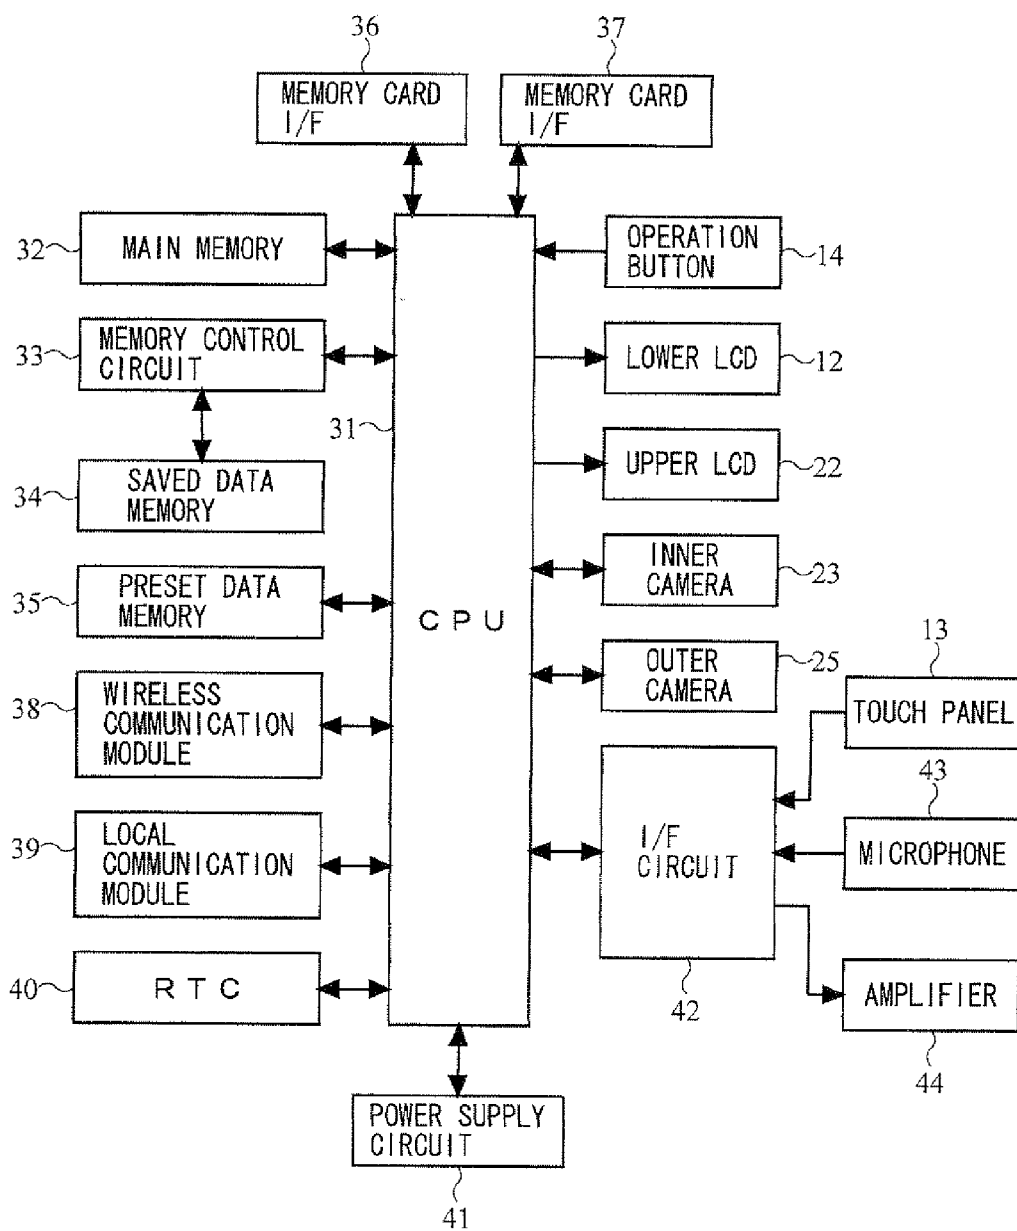 36
37
MEMORY CARD
I/F
MEMORY CARD
I/F
32
MAIN MEMORY
OPERATION
BUTTON
14
33
MEMORY CONTROL
CIRCUIT
LOWER LCD
12
31
34
SAVED DATA
MEMORY
UPPER LCD
22
35
PRESET DATA
MEMORY
CPU
INNER
CAMERA
23
OUTER
CAMERA
25
13
TOUCH PANEL
38
WIRELESS
COMMUNICATION
MODULE
43
39
LOCAL
COMMUNICATION
MODULE
I/F
CIRCUIT
MICROPHONE
40
RTC
42
AMPLIFIER
44
POWER SUPPLY
CIRCUIT
41